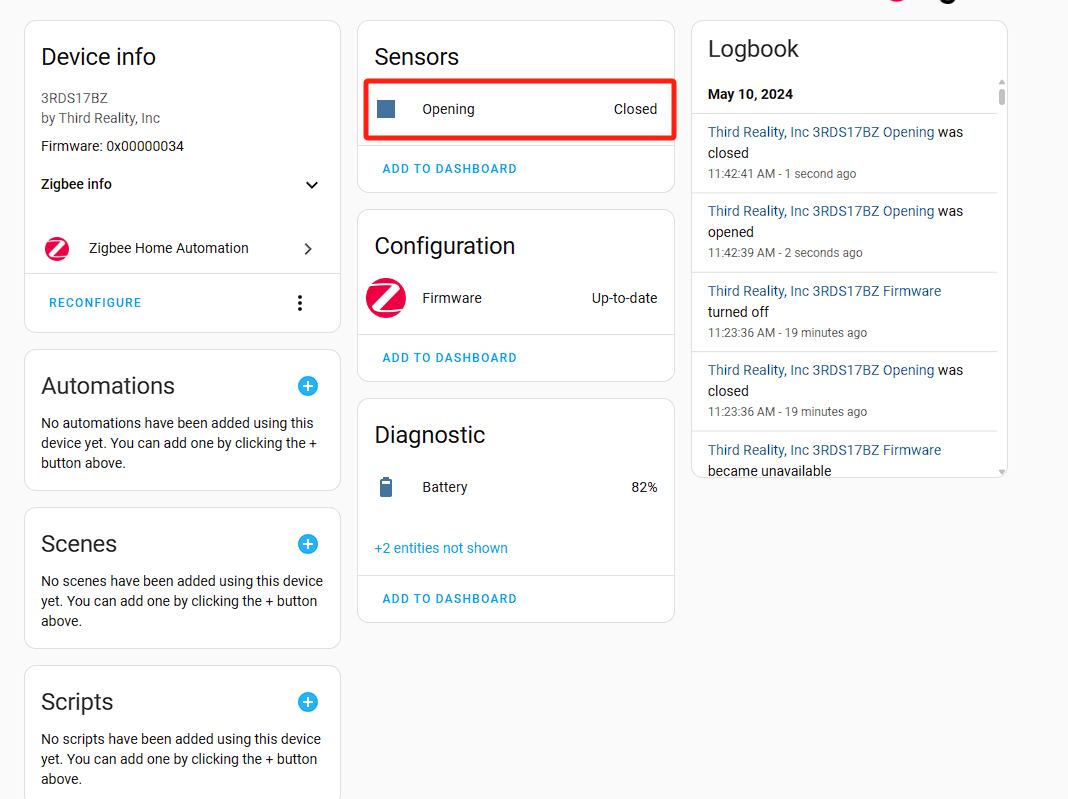 Device info
3RDS17BZ
by Third Reality, Inc
Firmware: 0x00000034
Zigbee info
Zigbee Home Automation
RECONFIGURE
Automations
No automations have been added using this
device yet. You can add one by clicking the +
button above.
Scenes
No scenes have been added using this device
yet. You can add one by clicking the + button
above.
Scripts
No scripts have been added using this device
yet. You can add one by clicking the + button
above.
Sensors
Opening Closed
ADD TO DASHBOARD
Configuration
Firmware Up-to-date
ADD TO DASHBOARD
Diagnostic
Battery 82%
+2 entities not shown
ADD TO DASHBOARD
Logbook
May 10, 2024
Third Reality, Inc 3RDS17BZ Opening was
closed
11:42:41 AM - 1 second ago
Third Reality, Inc 3RDS17BZ Opening was
opened
11:42:39 AM - 2 seconds ago
Third Reality, Inc 3RDS17BZ Firmware
turned off
11:23:36 AM - 19 minutes ago
Third Reality, Inc 3RDS17BZ Opening was
closed
11:23:36 AM - 19 minutes ago
Third Reality, Inc 3RDS17BZ Firmware
became unavailable